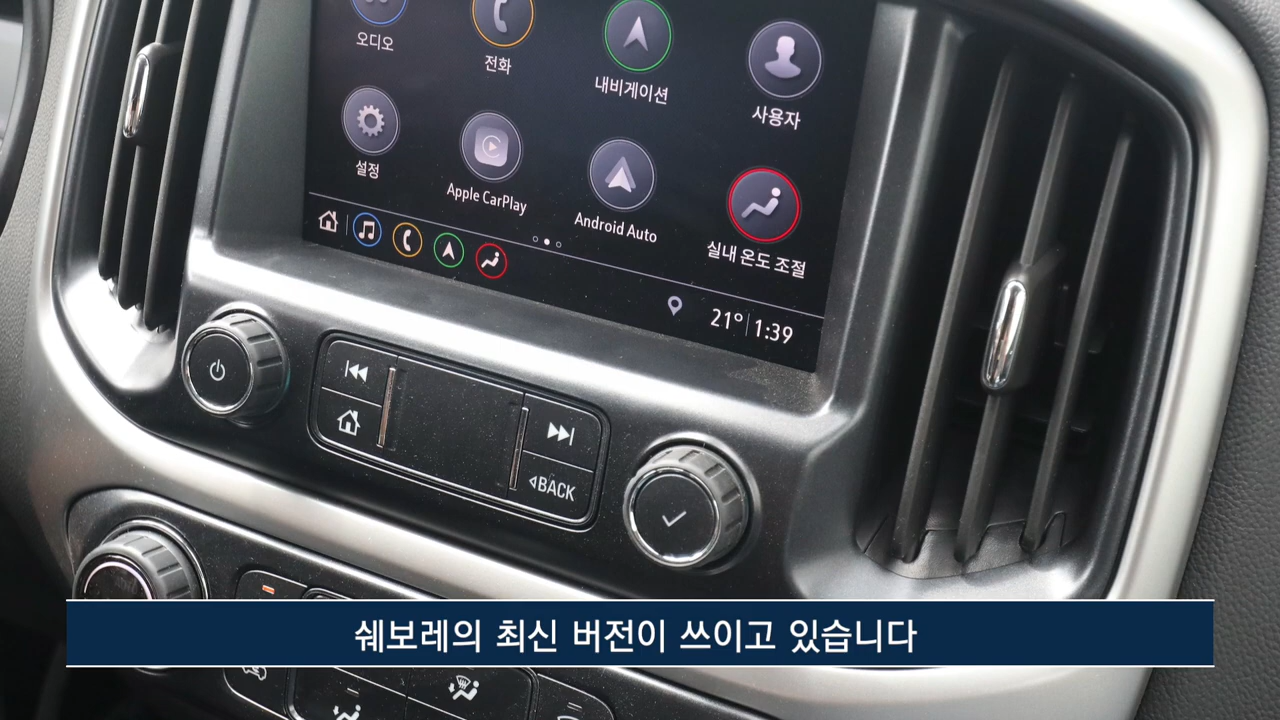 오디오
전화
내비게이션
사용자
설정
Apple CarPlay
Android Auto
실내 온도 조절
21° 1:39
BACK
쉐보레의 최신 버전이 쓰이고 있습니다